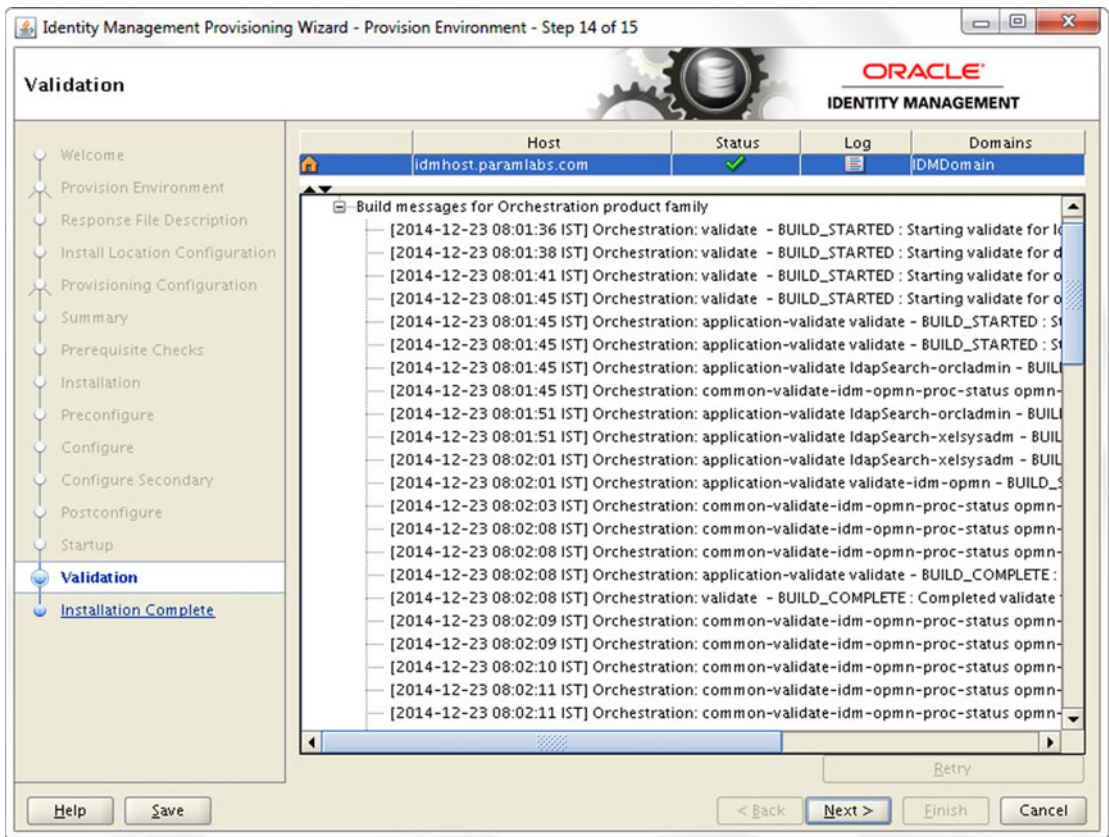 Identity Management Provisioning Wizard - Provision Environment - Step 14 of 15
Validation
ORACLE
IDENTITY MANAGEMENT
Welcome
Provision Environment
Response File Description
Install Location Configuration
Provisioning Configuration
Summary
Prerequisite Checks
Installation
Preconfigure
Configure
Configure Secondary
Postconfigure
Startup
Validation
Installation Complete
Host Status Log Domains
idmhost.paramlabs.com IDMDomain
Build messages for Orchestration product family
[2014-12-23 08:01:36 IST] Orchestration: validate - BUILD_STARTED : Starting validate for
[2014-12-23 08:01:38 IST] Orchestration: validate - BUILD_STARTED : Starting validate for d
[2014-12-23 08:01:41 IST] Orchestration: validate - BUILD_STARTED : Starting validate for o
[2014-12-23 08:01:45 IST] Orchestration: validate - BUILD_STARTED : Starting validate for o
[2014-12-23 08:01:45 IST] Orchestration: application-validate validate - BUILD_STARTED : St
[2014-12-23 08:01:45 IST] Orchestration: application-validate validate - BUILD_STARTED : St
[2014-12-23 08:01:45 IST] Orchestration: application-validate ldapSearch-orcladmin - BUIL
[2014-12-23 08:01:45 IST] Orchestration: common-validate-idm-opmn-proc-status opmn-
[2014-12-23 08:01:51 IST] Orchestration: application-validate ldapSearch-orcladmin - BUIL
[2014-12-23 08:01:51 IST] Orchestration: application-validate ldapSearch-xelsysadm - BUIL
[2014-12-23 08:02:01 IST] Orchestration: application-validate ldapSearch-xelsysadm - BUIL
[2014-12-23 08:02:01 IST] Orchestration: application-validate validate-idm-opmn - BUILD_S
[2014-12-23 08:02:03 IST] Orchestration: common-validate-idm-opmn-proc-status opmn-
[2014-12-23 08:02:08 IST] Orchestration: common-validate-idm-opmn-proc-status opmn-
[2014-12-23 08:02:08 IST] Orchestration: common-validate-idm-opmn-proc-status opmn-
[2014-12-23 08:02:08 IST] Orchestration: application-validate validate - BUILD_COMPLETE :
[2014-12-23 08:02:08 IST] Orchestration: validate - BUILD_COMPLETE : Completed validate
[2014-12-23 08:02:09 IST] Orchestration: common-validate-idm-opmn-proc-status opmn-
[2014-12-23 08:02:09 IST] Orchestration: common-validate-idm-opmn-proc-status opmn-
[2014-12-23 08:02:10 IST] Orchestration: common-validate-idm-opmn-proc-status opmn-
[2014-12-23 08:02:11 IST] Orchestration: common-validate-idm-opmn-proc-status opmn-
[2014-12-23 08:02:11 IST] Orchestration: common-validate-idm-opmn-proc-status opmn-
Retry
Help Save < Back Next > Finish Cancel